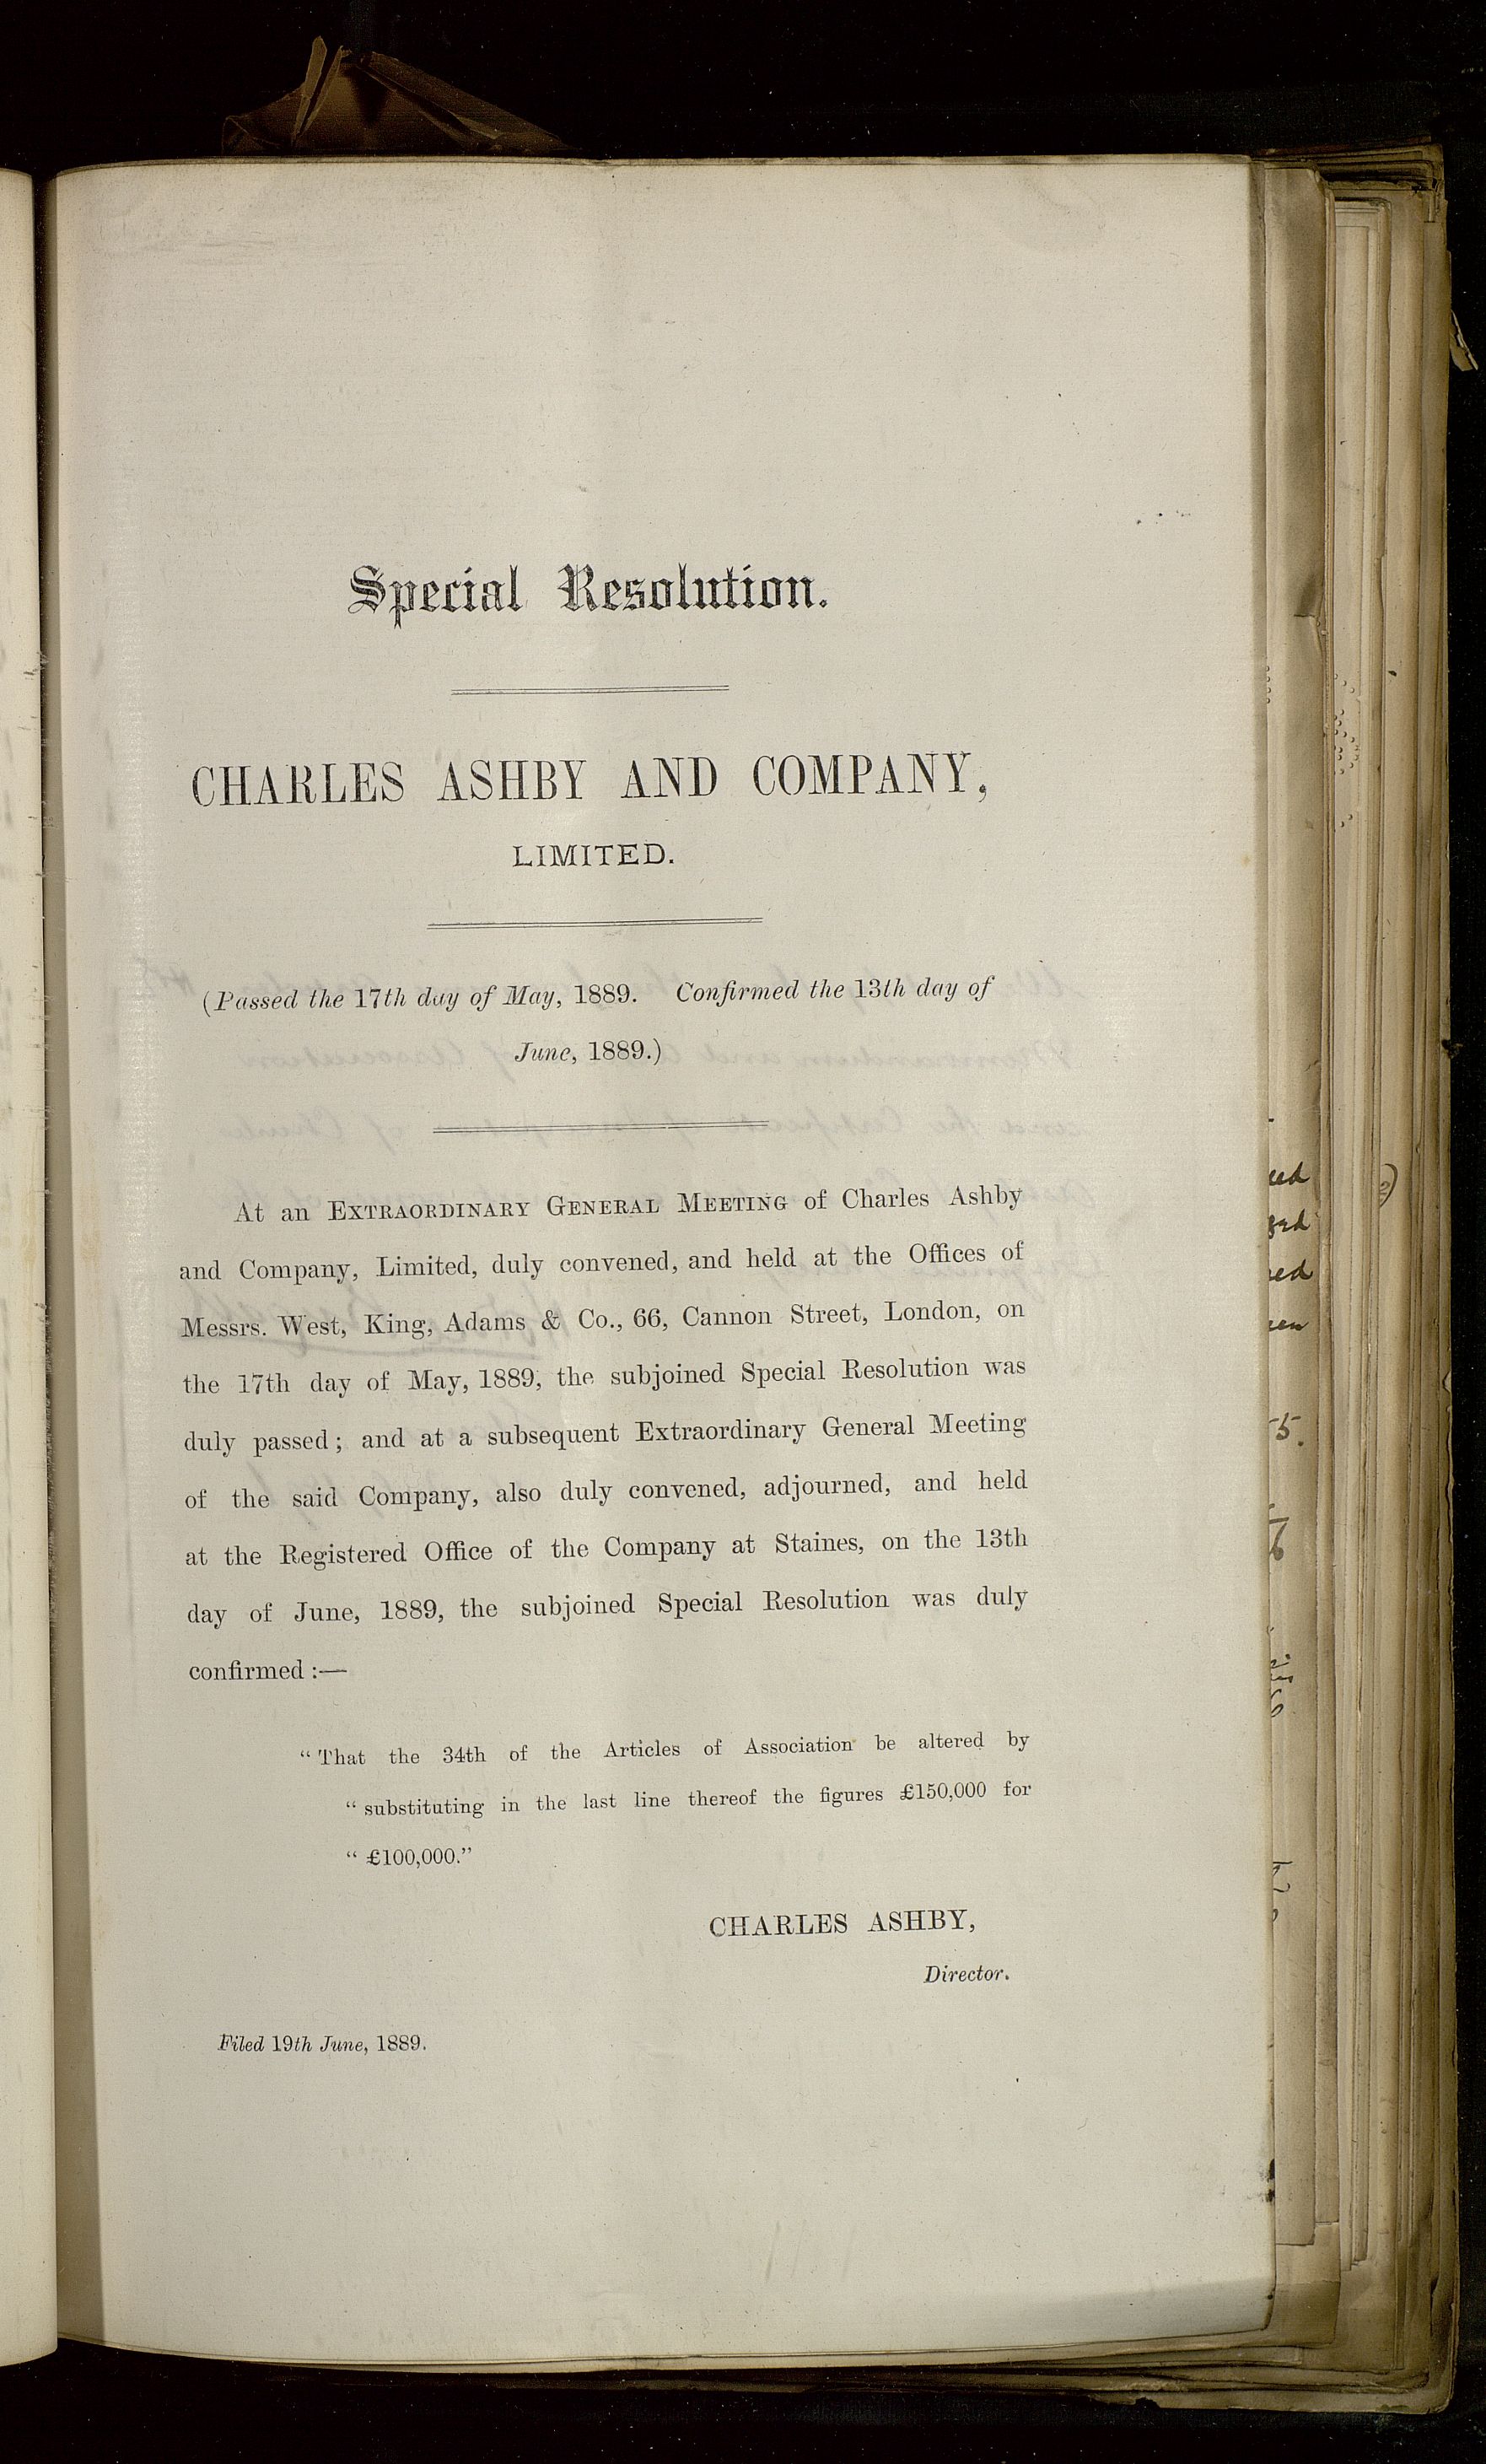 Special Resolution.
CHARLES ASHBY AND COMPANY,
LIMITED.
(Passed the 17th day of May, 1889. Confirmed the 13th day of
June, 1889.)
At an EXTRAORDINARY GENERAL MEETING of Charles Ashby
and Company, Limited, duly convened, and held at the Offices of
Messrs. West, King, Adams & Co., 66, Cannon Street, London, on
the 17th day of May, 1889, the subjoined Special Resolution was
duly passed; and at a subsequent Extraordinary General Meeting
of the said Company, also duly convened, adjourned, and held
at the Registered Office of the Company at Staines, on the 13th
day of June, 1889, the subjoined Special Resolution was duly
confirmed:—
“That the 34th of the Articles of Association be altered by
“substituting in the last line thereof the figures £150,000 for
“£100,000.”
CHARLES ASHBY,
Director.
Filed 19th June, 1889.